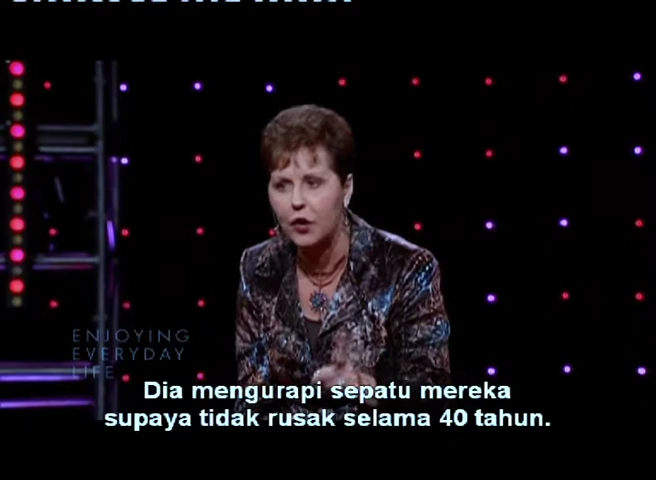 ENJOYING
EVERYDAY
LIFE
Dia mengurapi sepatu mereka
supaya tidak rusak selama 40 tahun.